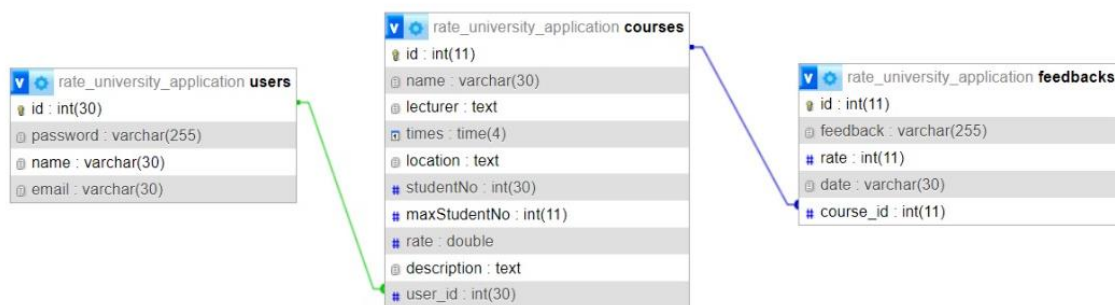 rate_university_application users
id : int(30)
password : varchar(255)
name : varchar(30)
email : varchar(30)
rate_university_application courses
id : int(11)
name : varchar(30)
lecturer : text
times : time(4)
location : text
studentNo : int(30)
maxStudentNo : int(11)
rate : double
description : text
user_id : int(30)
rate_university_application feedbacks
id : int(11)
feedback : varchar(255)
rate : int(11)
date : varchar(30)
course_id : int(11)